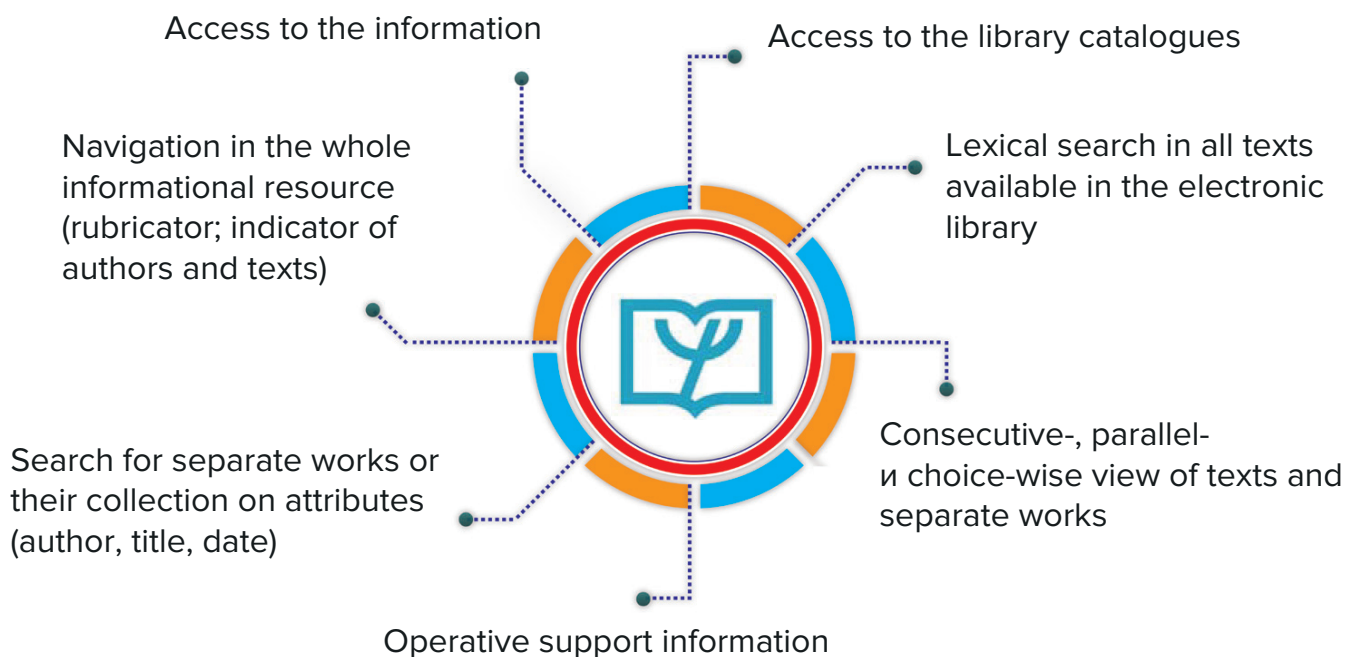 Access to the information
Access to the library catalogues
Navigation in the whole
informational resource
(rubricator; indicator of
authors and texts)
Lexical search in all texts
available in the electronic
library
Search for separate works or
their collection on attributes
(author, title, date)
Consecutive-, parallel-
и choice-wise view of texts and
separate works
Operative support information